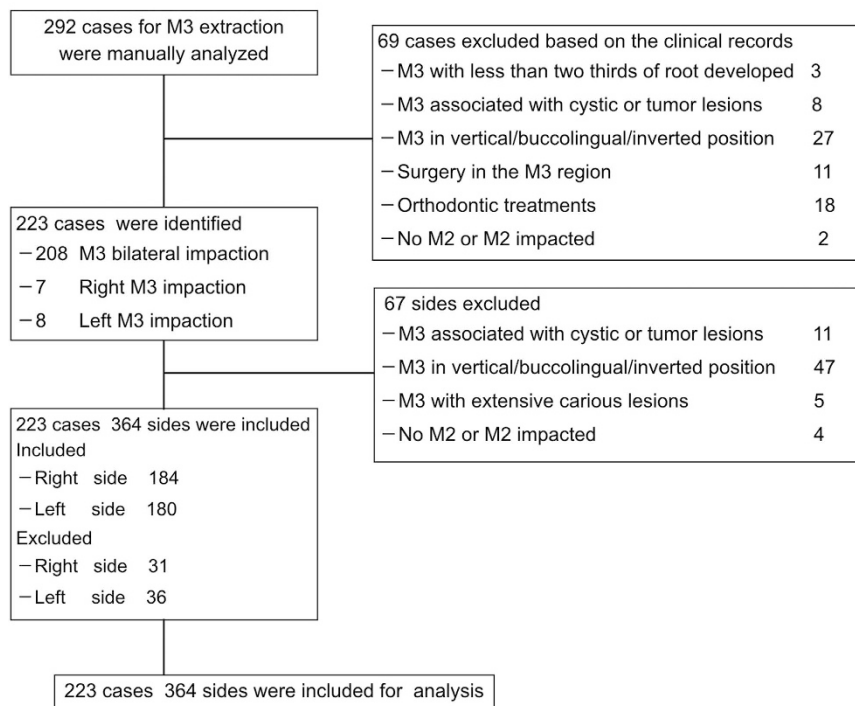 292 cases for M3 extraction
were manually analyzed
69 cases excluded based on the clinical records
－M3 with less than two thirds of root developed 3
－M3 associated with cystic or tumor lesions 8
－M3 in vertical/buccolingual/inverted position 27
－Surgery in the M3 region 11
－Orthodontic treatments 18
－No M2 or M2 impacted 2
223 cases were identified
－208 M3 bilateral impaction
－7 Right M3 impaction
－8 Left M3 impaction
67 sides excluded
－M3 associated with cystic or tumor lesions 11
－M3 in vertical/buccolingual/inverted position 47
－M3 with extensive carious lesions 5
－No M2 or M2 impacted 4
223 cases 364 sides were included
Included
－Right side 184
－Left side 180
Excluded
－Right side 31
－Left side 36
223 cases 364 sides were included for analysis